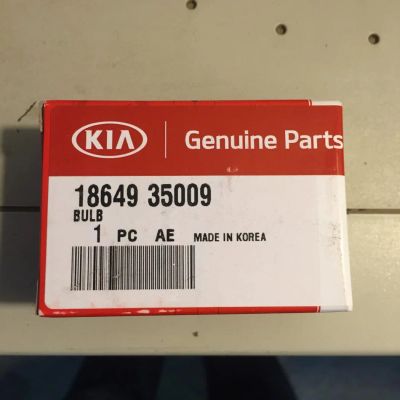 KIA
Genuine Parts
18649 35009
BULB
1 PC AE MADE IN KOREA